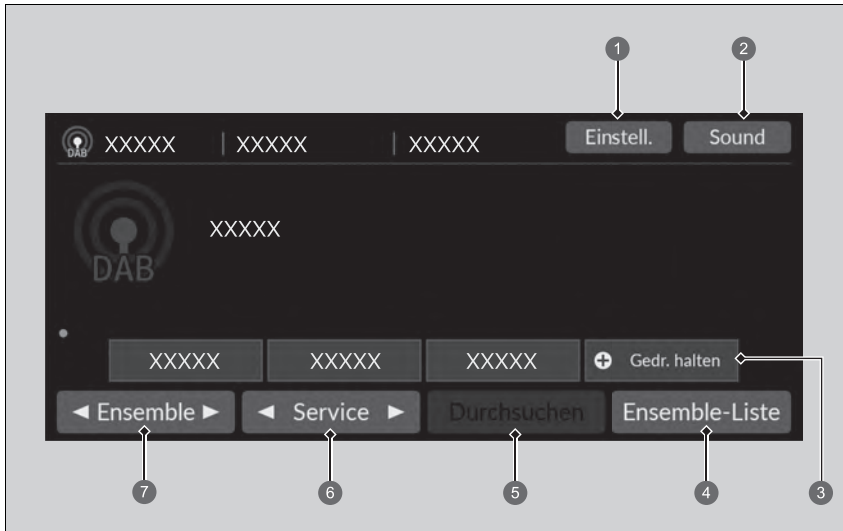 1 2
DAB XXXXX | XXXXX | XXXXX Einstell. Sound
DAB XXXXX
XXXXX XXXXX XXXXX Gedr. halten
◄ Ensemble ► ◄ Service ► Durchsuchen Ensemble-Liste
7 6 5 4 3